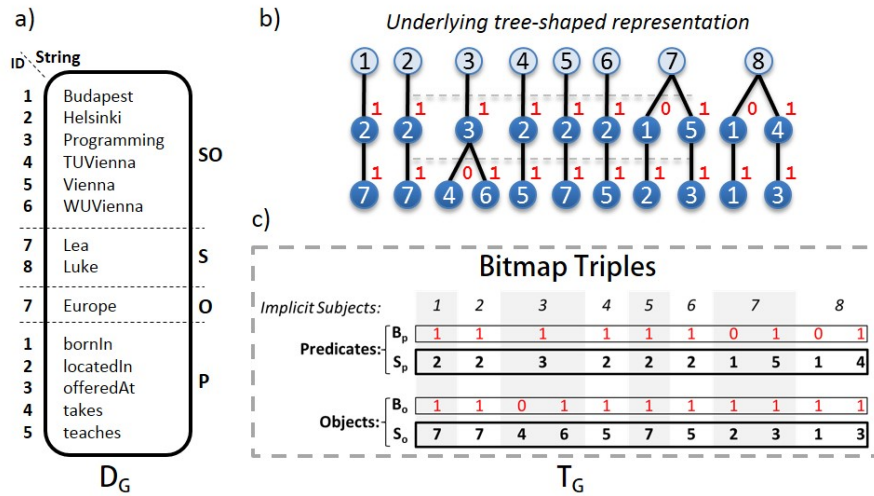 a)
ID String
1 Budapest
2 Helsinki
3 Programming
4 TUVienna
5 Vienna
6 WUVienna
SO
7 Lea
8 Luke
S
7 Europe
O
1 bornIn
2 locatedIn
3 offeredAt
4 takes
5 teaches
P
D_G
b)
Underlying tree-shaped representation
1 2 3 4 5 6 7 8
1 1 1 1 1 1 0 1 0 1
2 2 3 2 2 2 1 5 1 4
1 1 0 1 1 1 1 1 1 1 1
7 7 4 6 5 7 5 2 3 1 3
c)
Bitmap Triples
Implicit Subjects: 1 2 3 4 5 6 7 8
Predicates:
B_p 1 1 1 1 1 1 0 1 0 1
S_p 2 2 3 2 2 2 1 5 1 4
Objects:
B_o 1 1 0 1 1 1 1 1 1 1 1
S_o 7 7 4 6 5 7 5 2 3 1 3
T_G